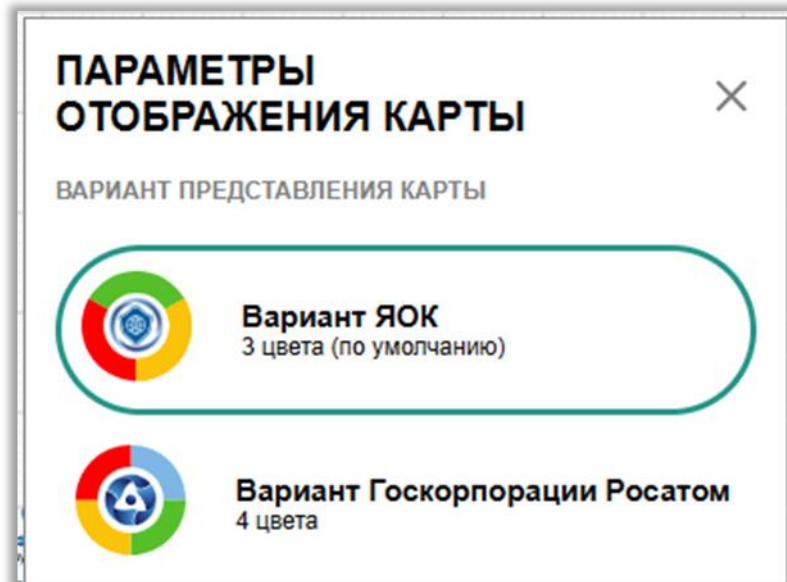 ПАРАМЕТРЫ
ОТОБРАЖЕНИЯ КАРТЫ
ВАРИАНТ ПРЕДСТАВЛЕНИЯ КАРТЫ
Вариант ЯОК
3 цвета (по умолчанию)
Вариант Госкорпорации Росатом
4 цвета